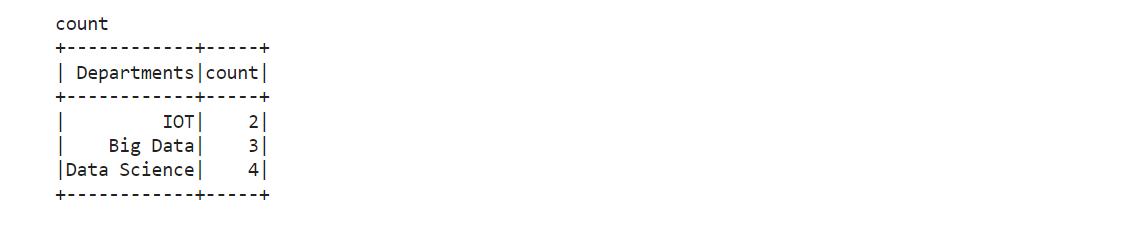 count
+------------+-----+
| Departments|count|
+------------+-----+
|         IOT|    2|
|    Big Data|    3|
|Data Science|    4|
+------------+-----+